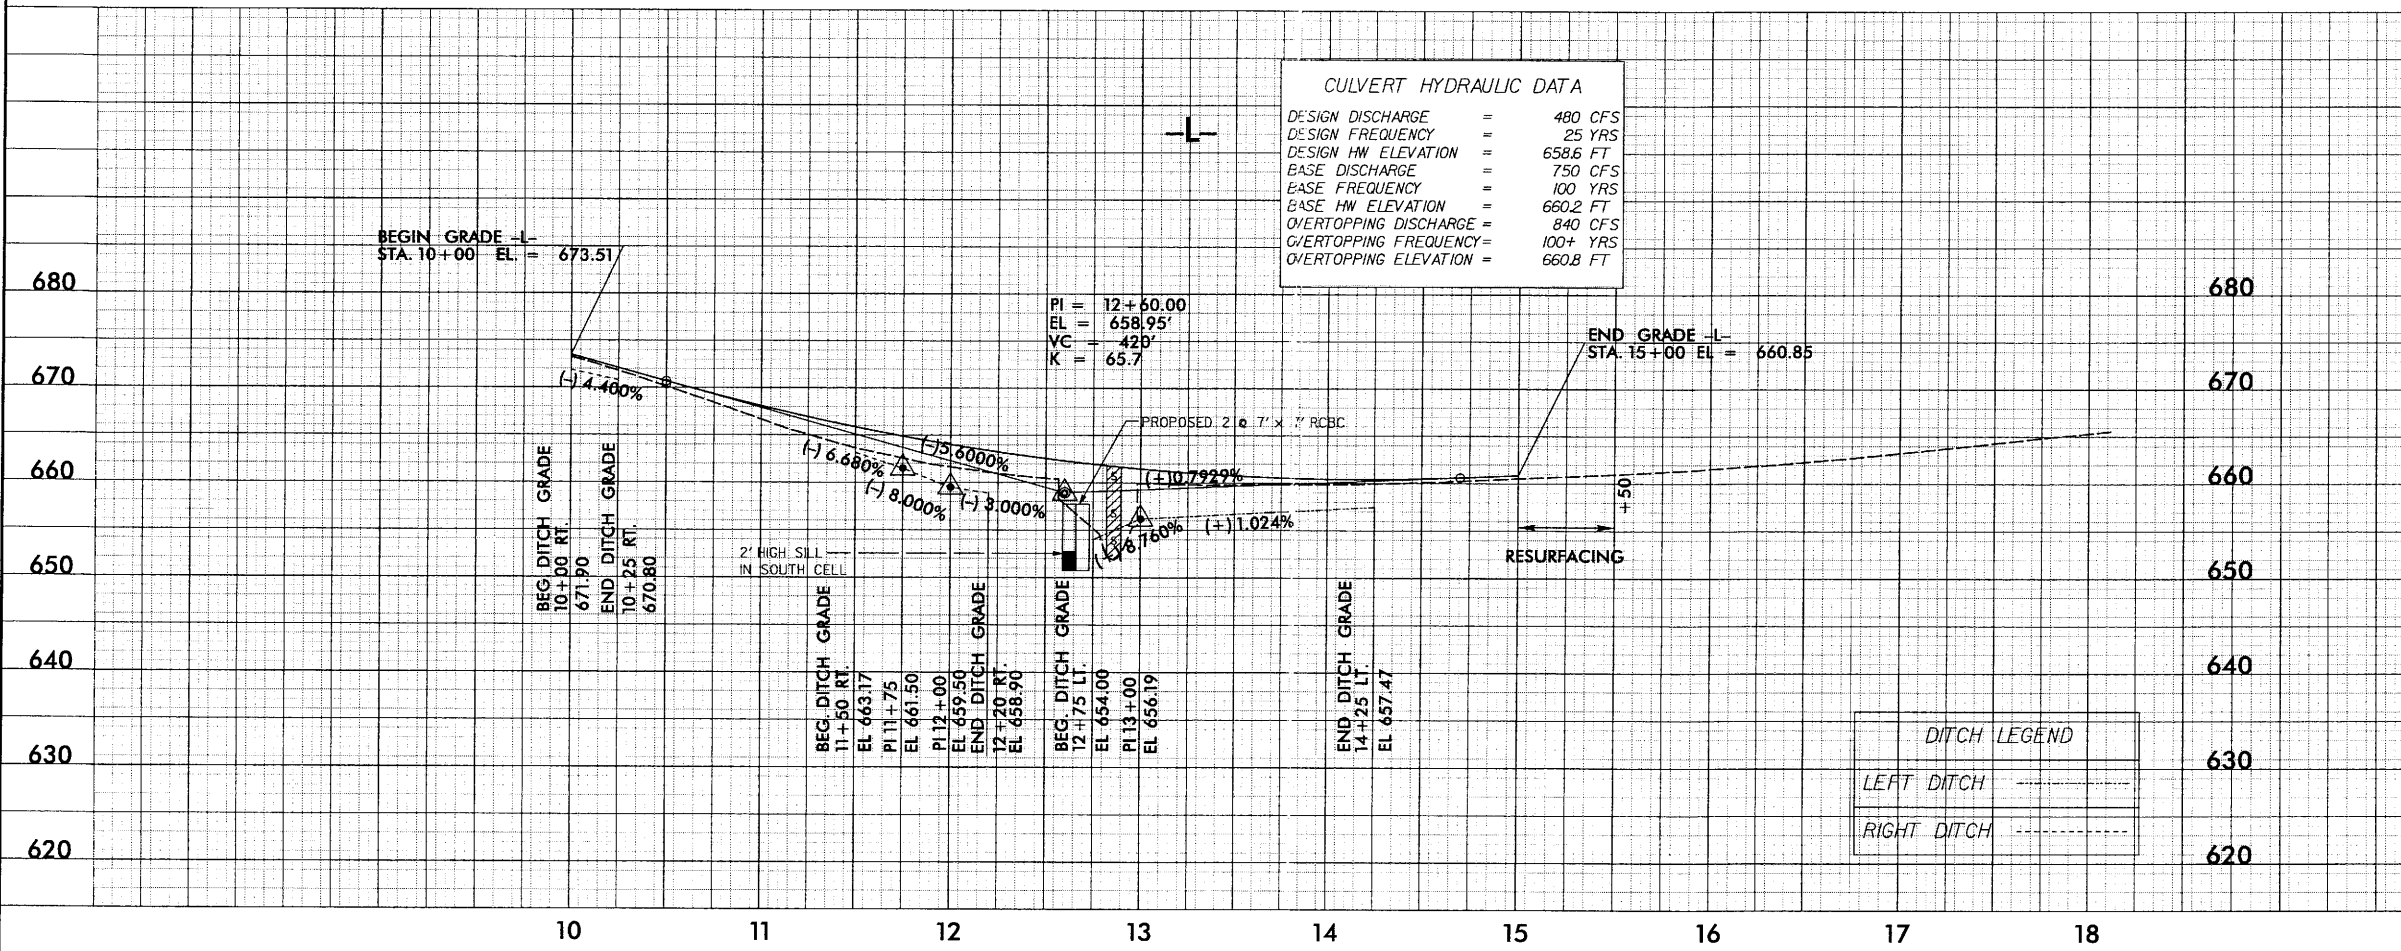 CULVERT HYDRAULIC DATA
DESIGN DISCHARGE = 480 CFS
DESIGN FREQUENCY = 25 YRS
DESIGN HW ELEVATION = 658.6 FT
BASE DISCHARGE = 750 CFS
BASE FREQUENCY = 100 YRS
BASE HW ELEVATION = 660.2 FT
OVERTOPPING DISCHARGE = 840 CFS
OVERTOPPING FREQUENCY = 100+ YRS
OVERTOPPING ELEVATION = 660.8 FT
-L-
BEGIN GRADE -L-
STA. 10+00 EL. = 673.51
PI = 12+60.00
EL = 658.95'
VC = 420'
K = 65.7
END GRADE -L-
STA. 15+00 EL = 660.85
680
670
660
650
640
630
620
680
670
660
650
640
630
620
(-) 4.400%
(-) 6.680%
(-)5.6000%
(-) 8.000%
(-) 3.000%
(+)0.7929%
8.760%
(+) 1.024%
PROPOSED 2 @ 7' x 7' RCBC
S
S
S
2' HIGH SILL
IN SOUTH CELL
+50
RESURFACING
BEG. DITCH GRADE
10+00 RT.
671.90
END DITCH GRADE
10+25 RT.
670.80
BEG. DITCH GRADE
11+50 RT.
EL 663.17
PI 11+75
EL 661.50
PI 12+00
EL 659.50
END DITCH GRADE
12+20 RT.
EL 658.90
BEG. DITCH GRADE
12+75 LT.
EL 654.00
PI 13+00
EL 656.19
END DITCH GRADE
14+25 LT.
EL 657.47
DITCH LEGEND
LEFT DITCH
RIGHT DITCH
10 11 12 13 14 15 16 17 18